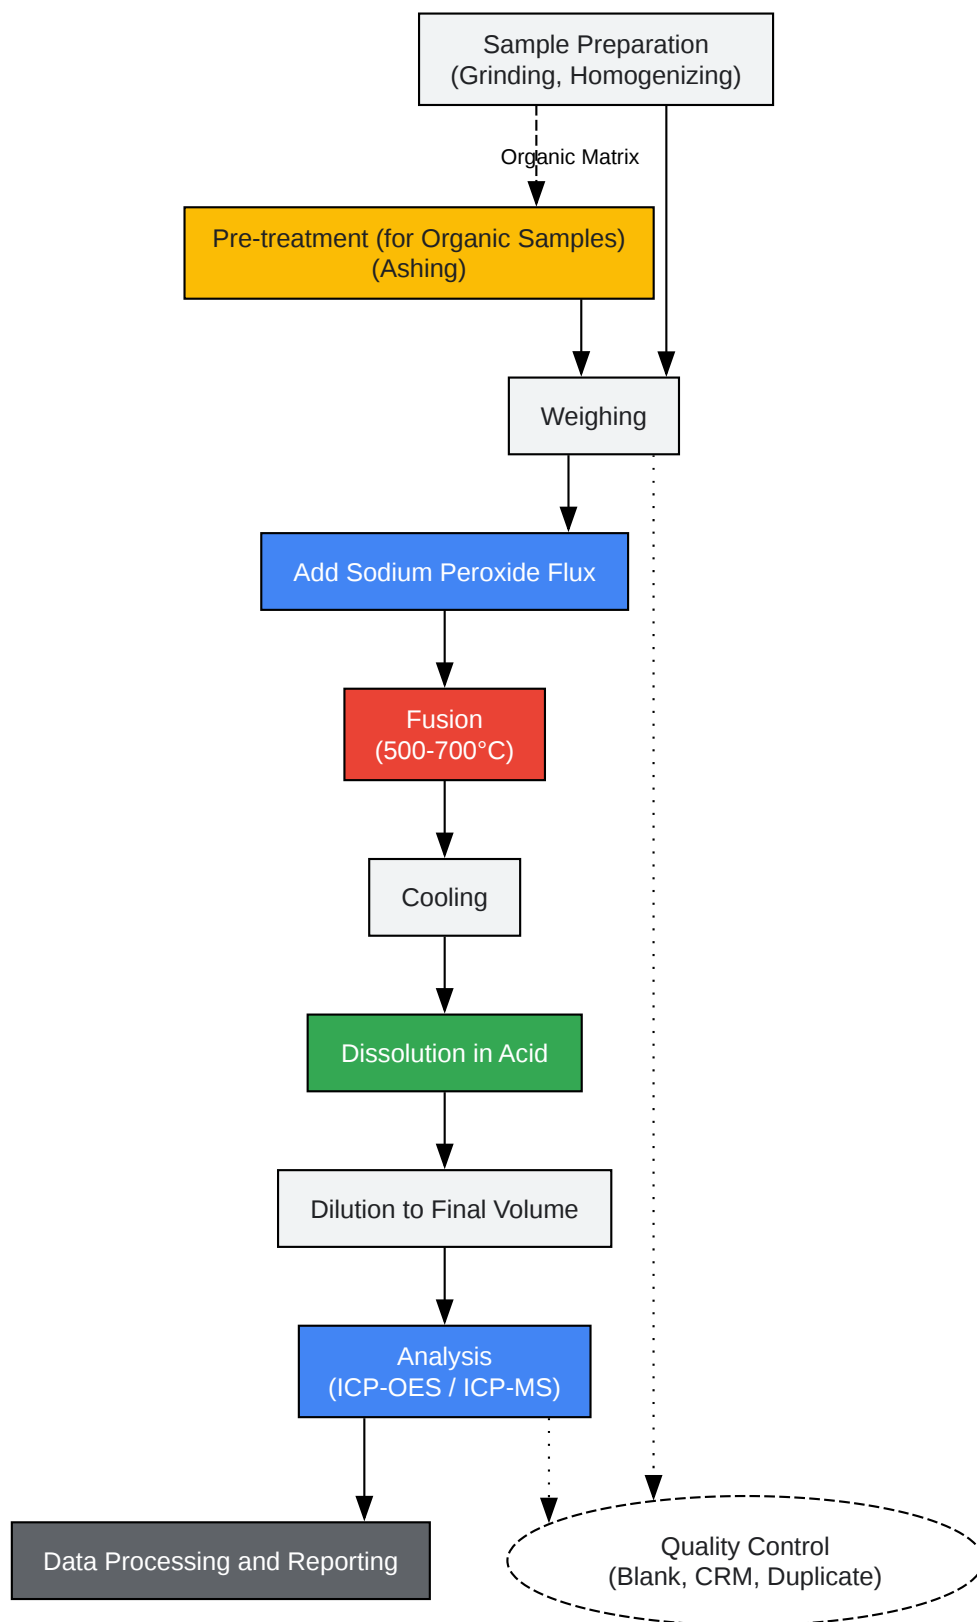 Sample Preparation
(Grinding, Homogenizing)
Organic Matrix
Pre-treatment (for Organic Samples)
(Ashing)
Weighing
Add Sodium Peroxide Flux
Fusion
(500-700°C)
Cooling
Dissolution in Acid
Dilution to Final Volume
Analysis
(ICP-OES / ICP-MS)
Data Processing and Reporting
Quality Control
(Blank, CRM, Duplicate)